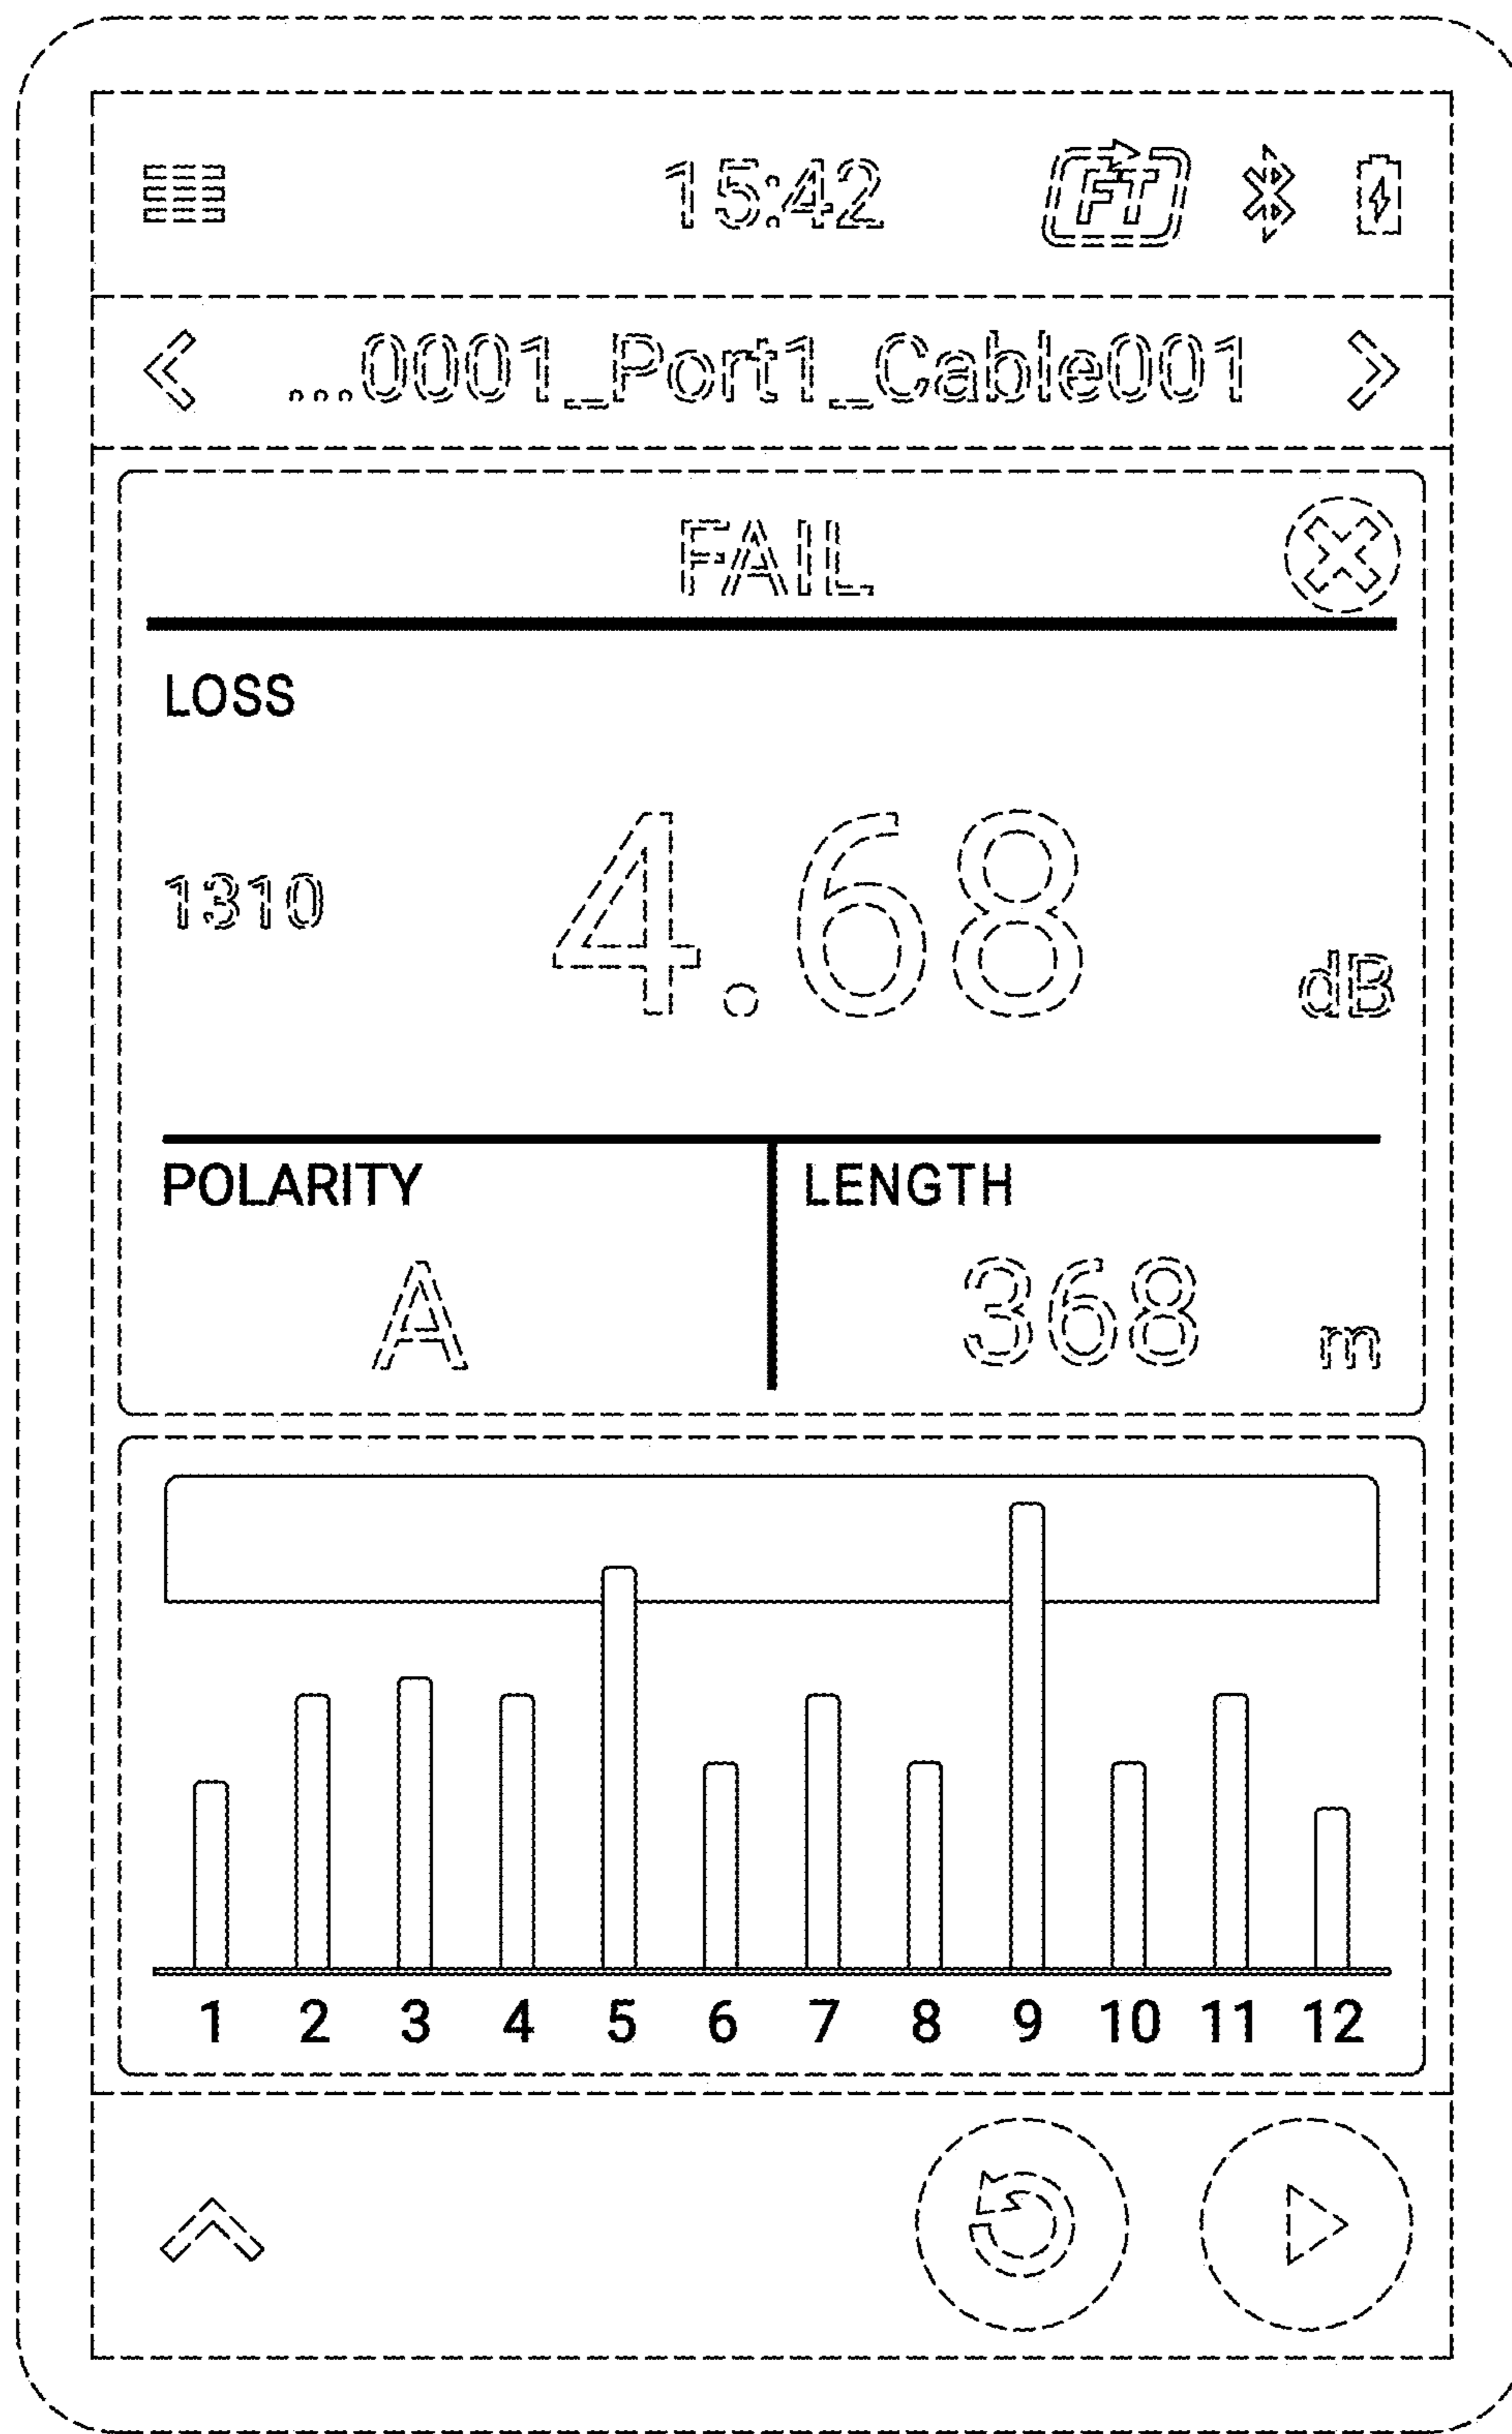 15:42 FT
...0001_Port1_Cable001
FAIL
LOSS
1310 4.68 dB
POLARITY LENGTH
A 368 m
1 2 3 4 5 6 7 8 9 10 11 12